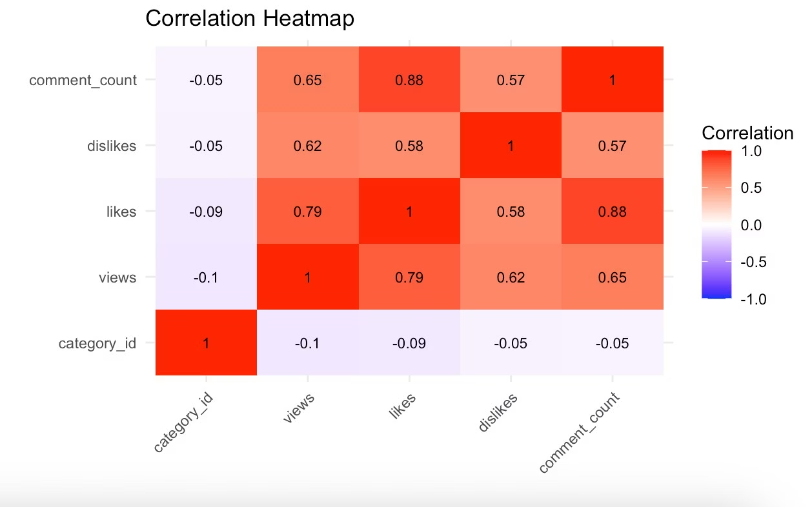 Correlation Heatmap
comment_count -0.05 0.65 0.88 0.57 1
dislikes -0.05 0.62 0.58 1 0.57
likes -0.09 0.79 1 0.58 0.88
views -0.1 1 0.79 0.62 0.65
category_id 1 -0.1 -0.09 -0.05 -0.05
category_id views likes dislikes comment_count
Correlation
1.0
0.5
0.0
-0.5
-1.0